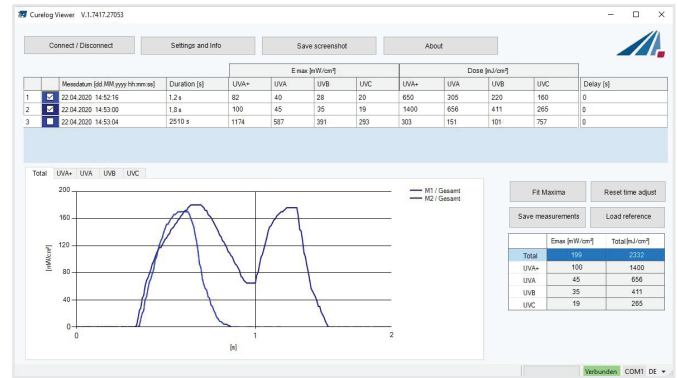 Curelog Viewer V.1.7417.27053
Connect / Disconnect Settings and Info Save screenshot About
E max [mW/cm²] Dose [mJ/cm²]
Messdatum [dd.MM.yyyy hh:mm:ss] Duration [s] UVA+ UVA UVB UVC UVA+ UVA UVB UVC Delay [s]
1 22.04.2020 14:52:16 1,2 s 82 40 28 20 650 305 220 160 0
2 22.04.2020 14:53:00 1,8 s 100 45 35 19 1400 656 411 265 0
3 22.04.2020 14:53:04 2510 s 1174 587 391 293 303 151 101 757 0
Total UVA+ UVA UVB UVC
200
160
120
80
40
0
[mW/cm²]
0 1 2
[s]
M1 / Gesamt
M2 / Gesamt
Fit Maxima Reset time adjust
Save measurements Load reference
Emax [mW/cm²] Total [mJ/cm²]
Total 199 2332
UVA+ 100 1400
UVA 45 656
UVB 35 411
UVC 19 265
Verbunden COM1 DE